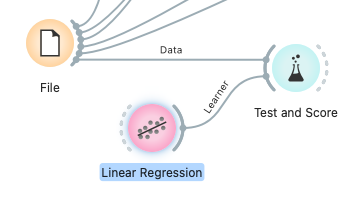 Data
File
Learner
Test and Score
Linear Regression